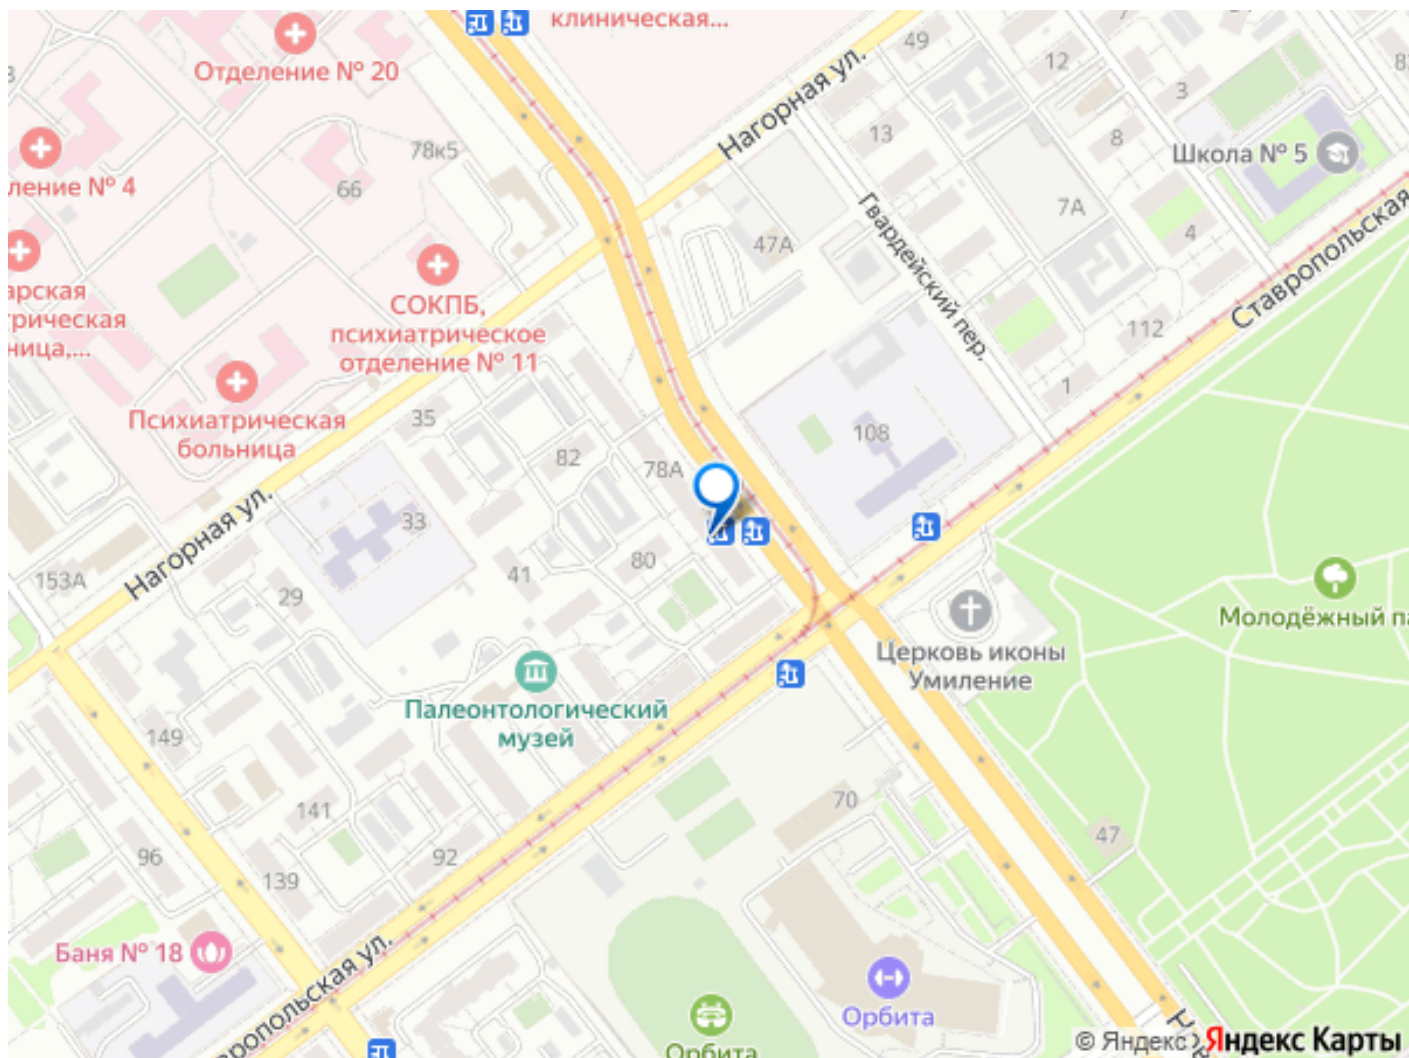 клиническая...
Отделение № 20
49
12
3
Нагорная ул.
78к5
13
8
Школа № 5
ление № 4
66
7А
Гвардейский пер.
47А
4
Ставропольская
арская
трическая
ница,...
СОКПБ,
психиатрическое
отделение № 11
112
1
Психиатрическая
больница
35
82
78А
108
Нагорная ул.
33
153А
29
41
80
Молодёжный па
Церковь иконы
Умиление
Палеонтологический
музей
149
141
70
47
96
92
139
Баня № 18
ропольская ул.
Орбита
Орбита
© Яндекс Яндекс Карты